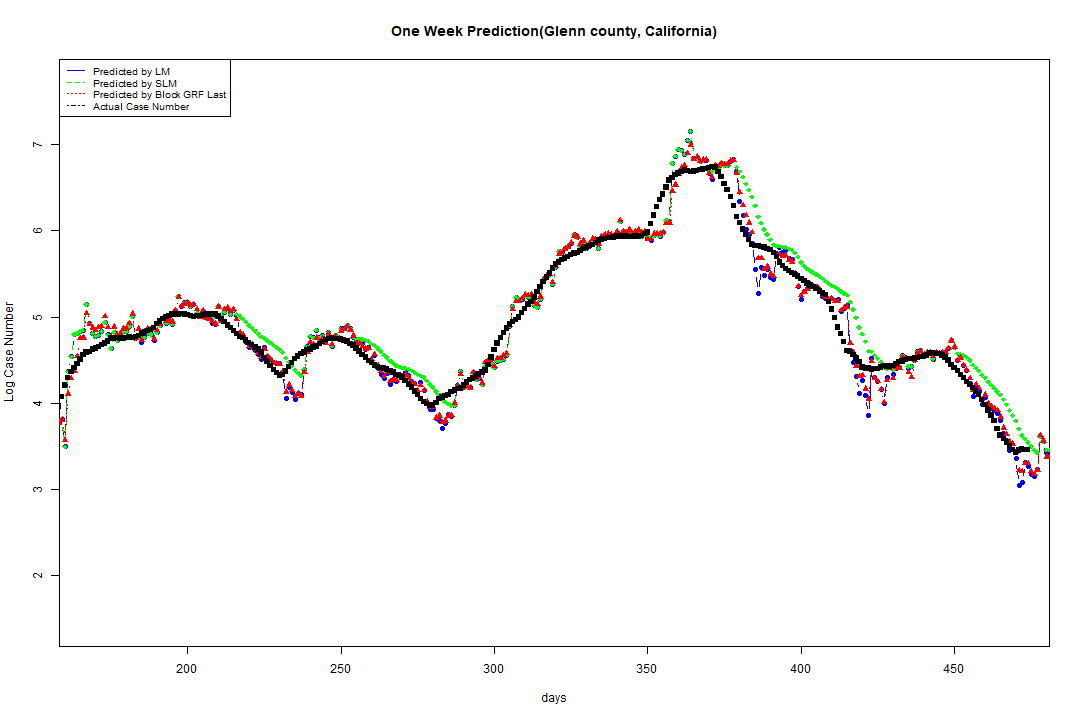 One Week Prediction(Glenn county, California)
Predicted by LM
Predicted by SLM
Predicted by Block GRF Last
Actual Case Number
Log Case Number
7
6
5
4
3
2
200 250 300 350 400 450
days